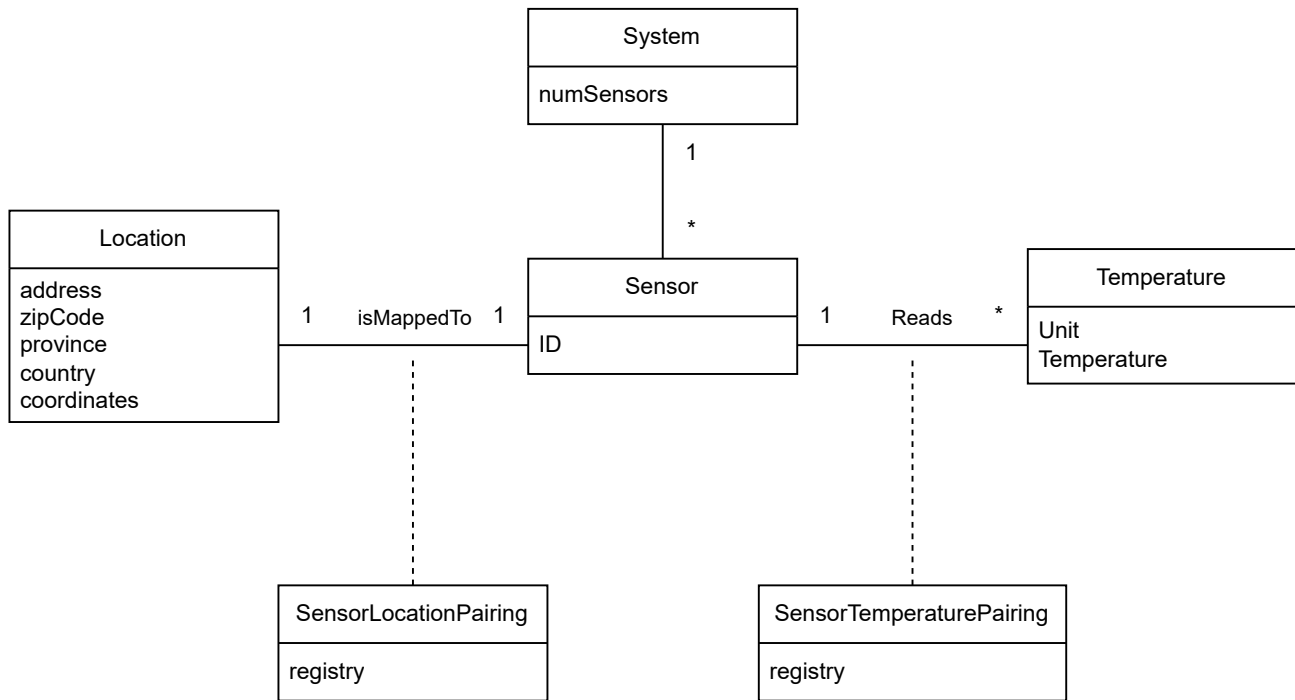 System
numSensors
1
*
Location
address
zipCode
province
country
coordinates
1 isMappedTo 1
Sensor
ID
1 Reads *
Temperature
Unit
Temperature
SensorLocationPairing
registry
SensorTemperaturePairing
registry